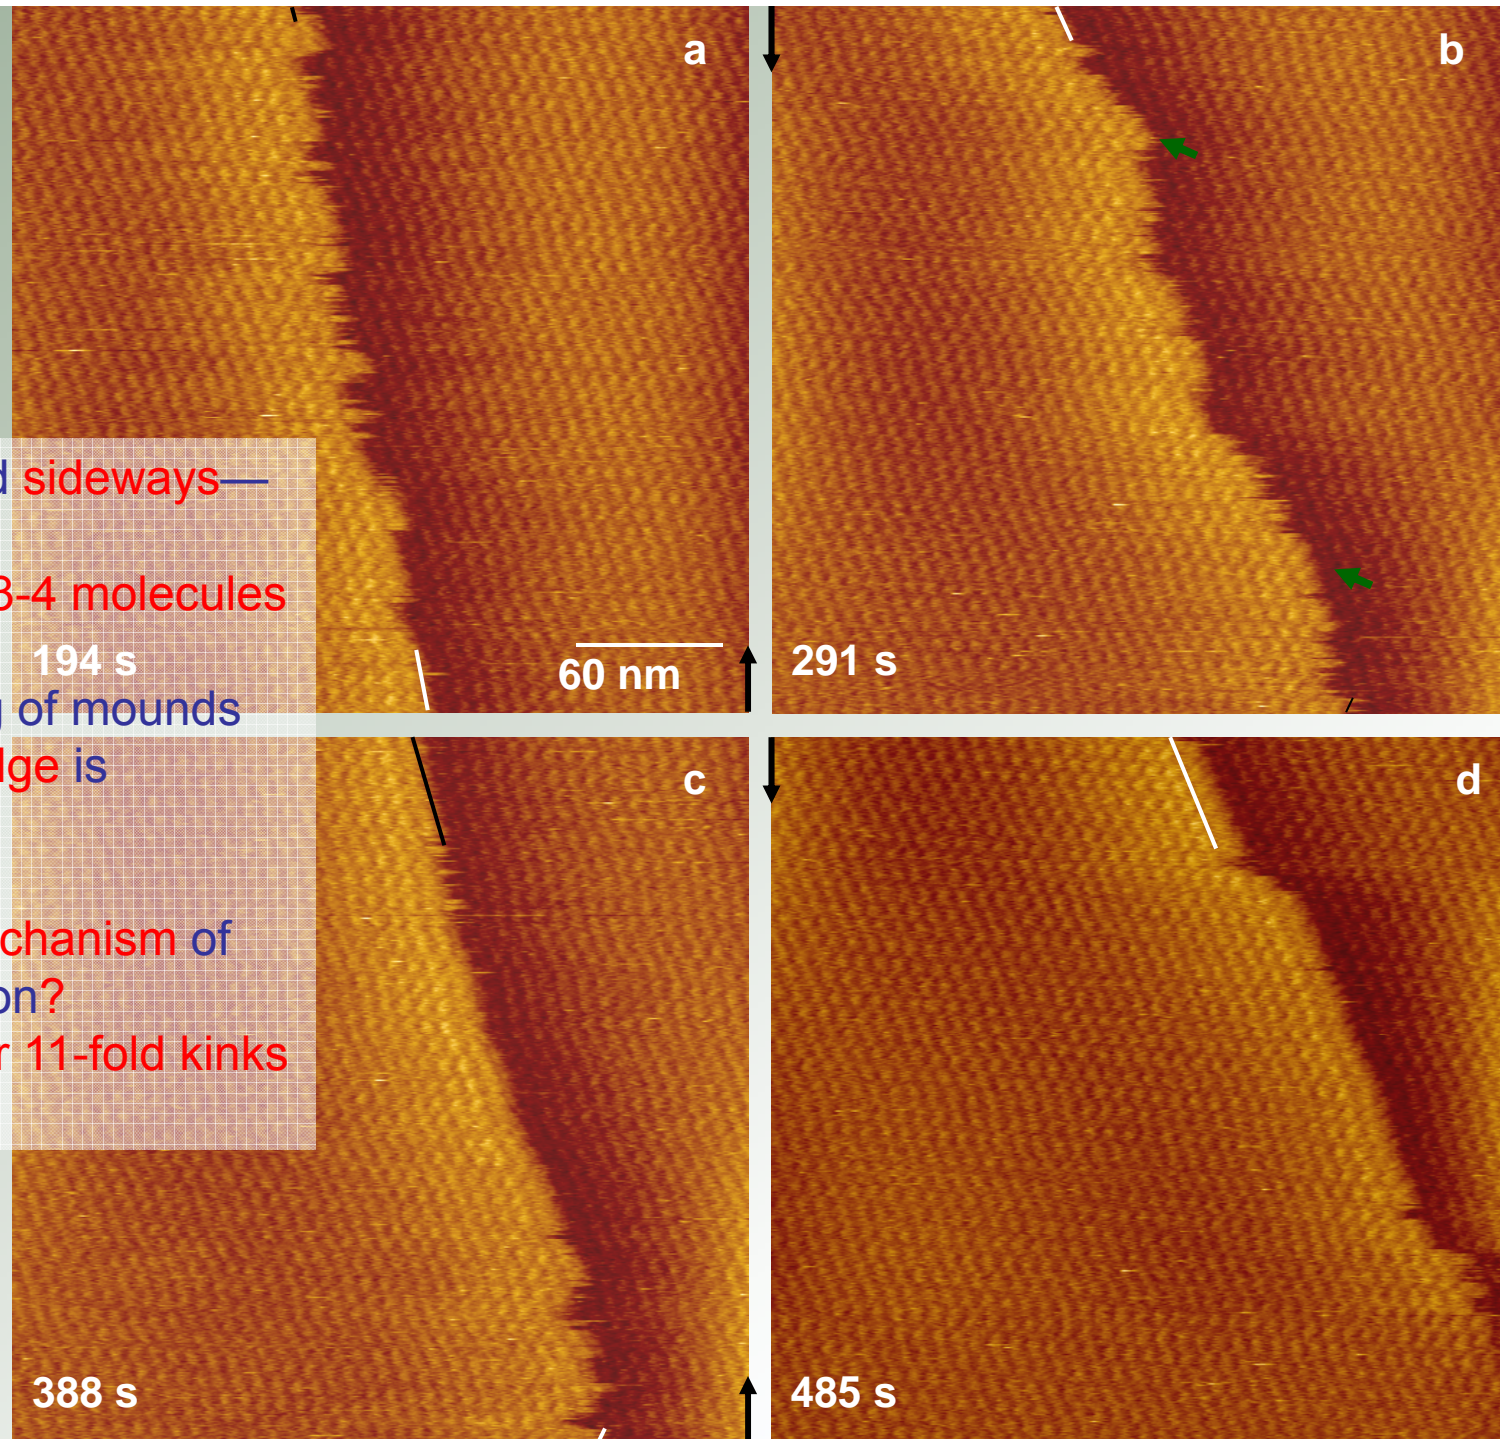 a
b
d sideways—
3-4 molecules
194 s
60 nm
291 s
g of mounds
lge is
c
d
chanism of
on?
r 11-fold kinks
388 s
485 s